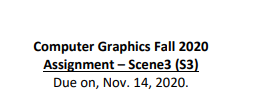 Computer Graphics Fall 2020
Assignment – Scene3 (S3)
Due on, Nov. 14, 2020.